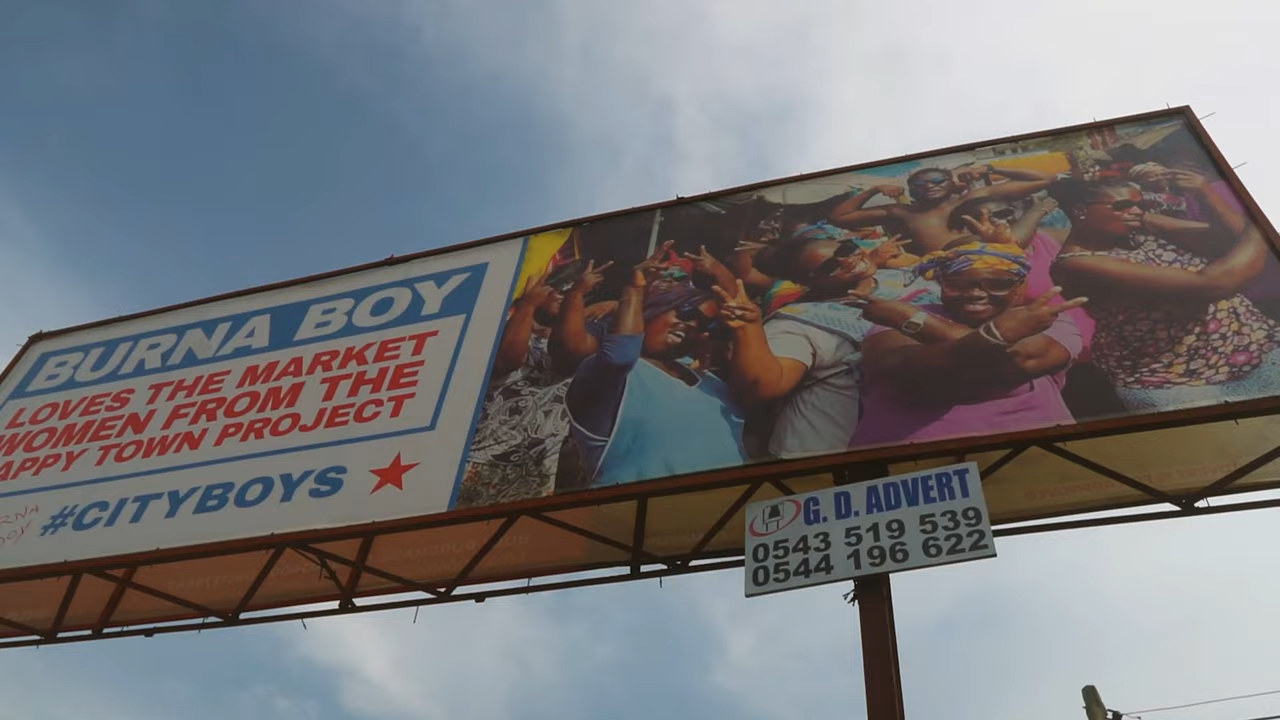 BURNA BOY
LOVES THE MARKET
WOMEN FROM THE
APPY TOWN PROJECT
#CITYBOYS
G. D. ADVERT
0543 519 539
0544 196 622